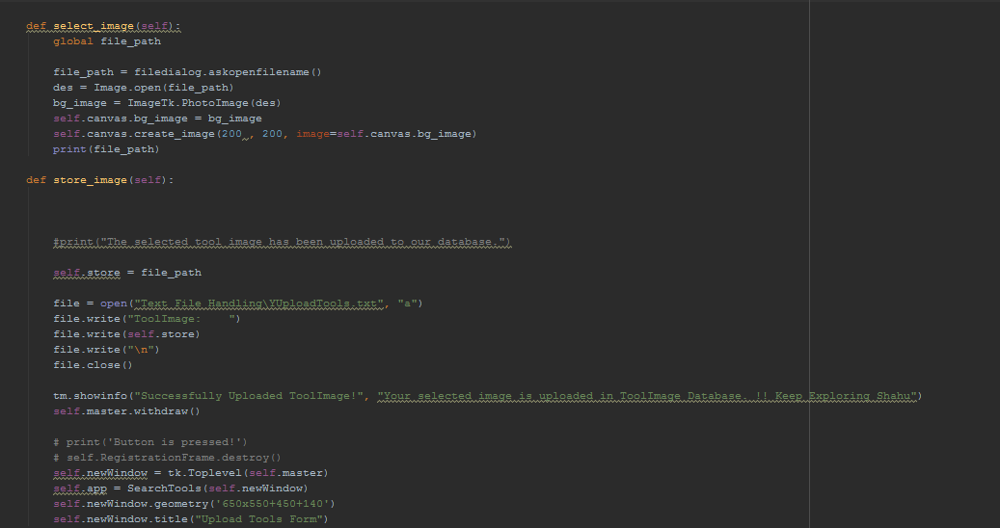 def select_image(self):
global file_path
file_path = filedialog.askopenfilename()
des = Image.open(file_path)
bg_image = ImageTk.PhotoImage(des)
self.canvas.bg_image = bg_image
self.canvas.create_image(200 , 200, image=self.canvas.bg_image)
print(file_path)
def store_image(self):
#print("The selected tool image has been uploaded to our database.")
self.store = file_path
file = open("Text File Handling\YUploadTools.txt", "a")
file.write("ToolImage:    ")
file.write(self.store)
file.write("\n")
file.close()
tm.showinfo("Successfully Uploaded ToolImage!", "Your selected image is uploaded in ToolImage Database. !! Keep Exploring Shahu")
self.master.withdraw()
# print('Button is pressed!')
# self.RegistrationFrame.destroy()
self.newWindow = tk.Toplevel(self.master)
self.app = SearchTools(self.newWindow)
self.newWindow.geometry('650x550+450+140')
self.newWindow.title("Upload Tools Form")